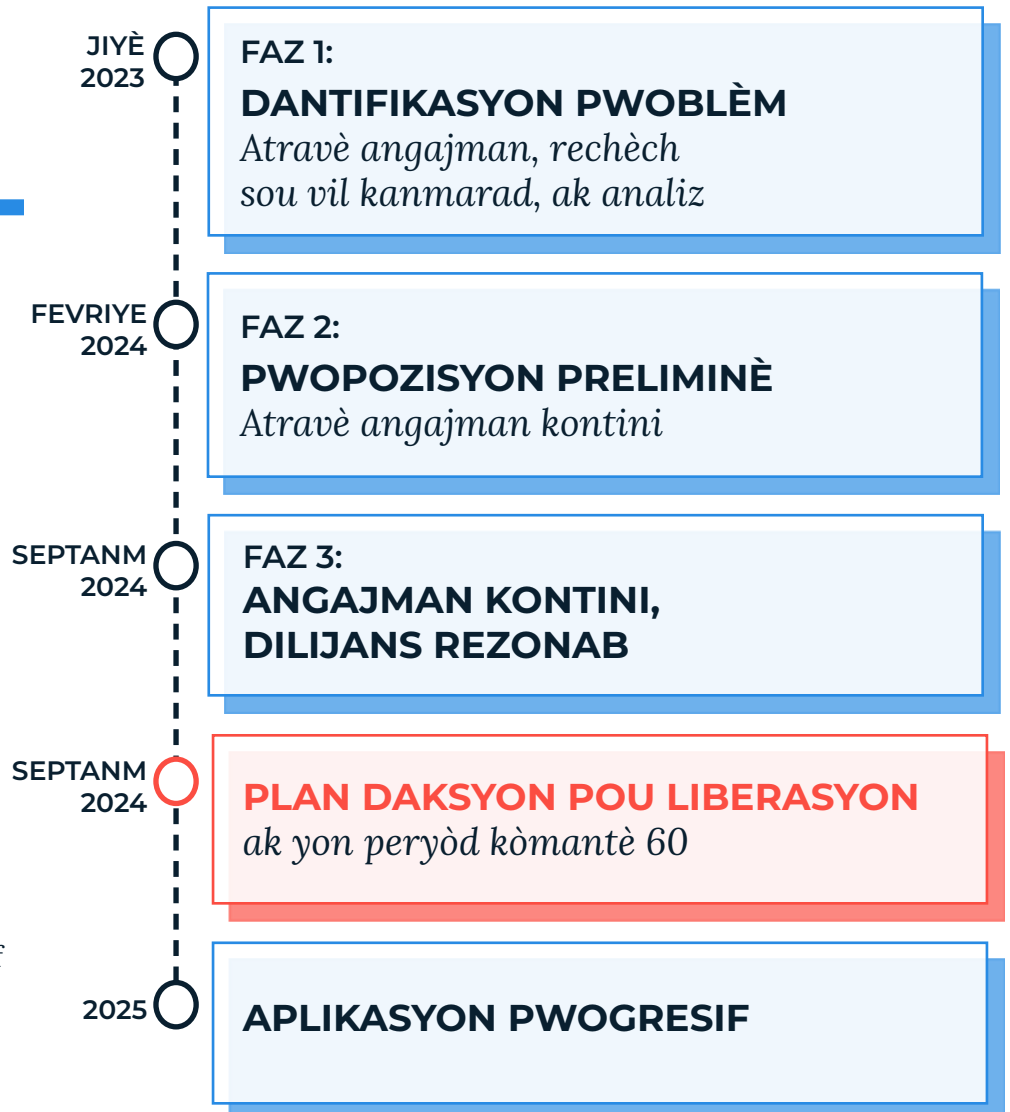 JIYÈ
2023
FAZ 1:
DANTIFIKASYON PWOBLÈM
Atravè angajman, rechèch
sou vil kanmarad, ak analiz
FEVRIYE
2024
FAZ 2:
PWOPOZISYON PRELIMINÈ
Atravè angajman kontini
SEPTANM
2024
FAZ 3:
ANGAJMAN KONTINI,
DILIJANS REZONAB
SEPTANM
2024
PLAN DAKSYON POU LIBERASYON
ak yon peryòd kòmantè 60
2025
APLIKASYON PWOGRESIF